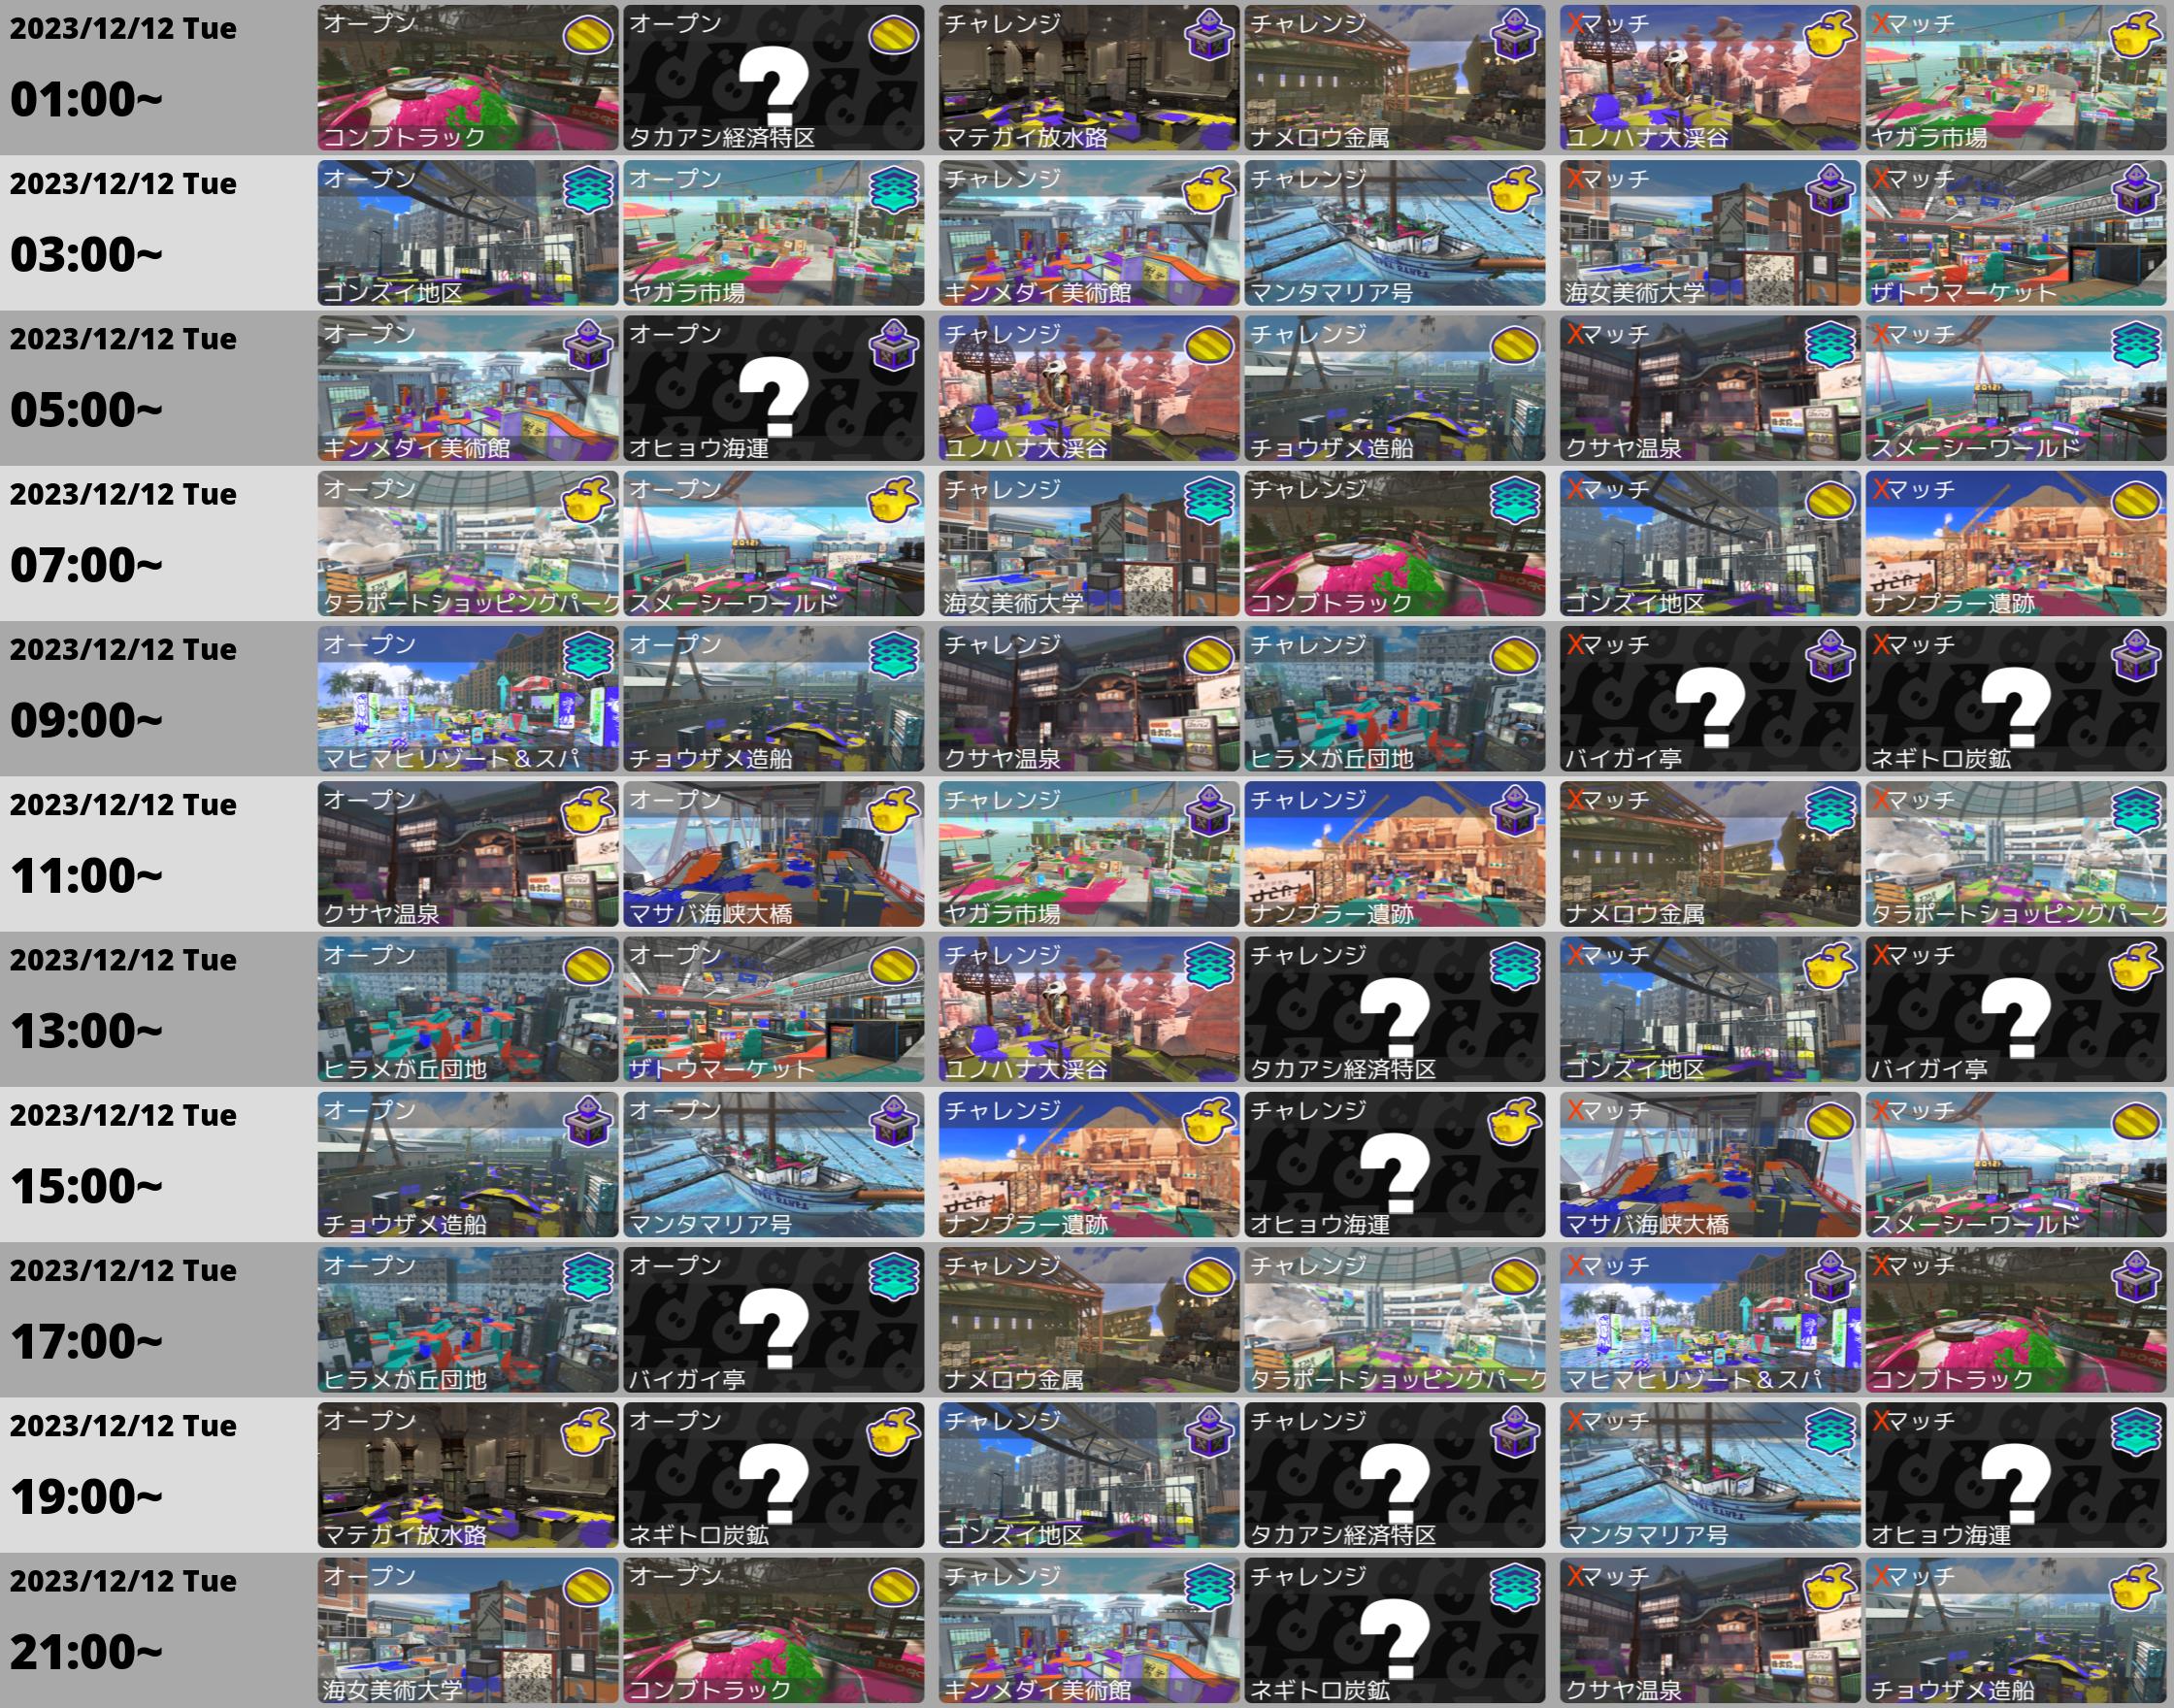 2023/12/12 Tue
01:00~
オープン
コンブトラック
オープン
タカアシ経済特区
チャレンジ
マテガイ放水路
チャレンジ
ナメロウ金属
Xマッチ
ユノハナ大渓谷
Xマッチ
ヤガラ市場
2023/12/12 Tue
03:00~
オープン
ゴンズイ地区
オープン
ヤガラ市場
チャレンジ
キンメダイ美術館
チャレンジ
マンタマリア号
Xマッチ
海女美術大学
Xマッチ
ザトウマーケット
2023/12/12 Tue
05:00~
オープン
キンメダイ美術館
オープン
オヒョウ海運
チャレンジ
ユノハナ大渓谷
チャレンジ
チョウザメ造船
Xマッチ
クサヤ温泉
Xマッチ
スメーシーワールド
2023/12/12 Tue
07:00~
オープン
タラポートショッピングパーク
オープン
スメーシーワールド
チャレンジ
海女美術大学
チャレンジ
コンブトラック
Xマッチ
ゴンズイ地区
Xマッチ
ナンプラー遺跡
2023/12/12 Tue
09:00~
オープン
マヒマヒリゾート＆スパ
オープン
チョウザメ造船
チャレンジ
クサヤ温泉
チャレンジ
ヒラメが丘団地
Xマッチ
バイガイ亭
Xマッチ
ネギトロ炭鉱
2023/12/12 Tue
11:00~
オープン
クサヤ温泉
オープン
マサバ海峡大橋
チャレンジ
ヤガラ市場
チャレンジ
ナンプラー遺跡
Xマッチ
ナメロウ金属
Xマッチ
タラポートショッピングパーク
2023/12/12 Tue
13:00~
オープン
ヒラメが丘団地
オープン
ザトウマーケット
チャレンジ
ユノハナ大渓谷
チャレンジ
タカアシ経済特区
Xマッチ
ゴンズイ地区
Xマッチ
バイガイ亭
2023/12/12 Tue
15:00~
オープン
チョウザメ造船
オープン
マンタマリア号
チャレンジ
ナンプラー遺跡
チャレンジ
オヒョウ海運
Xマッチ
マサバ海峡大橋
Xマッチ
スメーシーワールド
2023/12/12 Tue
17:00~
オープン
ヒラメが丘団地
オープン
バイガイ亭
チャレンジ
ナメロウ金属
チャレンジ
タラポートショッピングパーク
Xマッチ
マヒマヒリゾート＆スパ
Xマッチ
コンブトラック
2023/12/12 Tue
19:00~
オープン
マテガイ放水路
オープン
ネギトロ炭鉱
チャレンジ
ゴンズイ地区
チャレンジ
タカアシ経済特区
Xマッチ
マンタマリア号
Xマッチ
オヒョウ海運
2023/12/12 Tue
21:00~
オープン
海女美術大学
オープン
コンブトラック
チャレンジ
キンメダイ美術館
チャレンジ
ネギトロ炭鉱
Xマッチ
クサヤ温泉
Xマッチ
チョウザメ造船